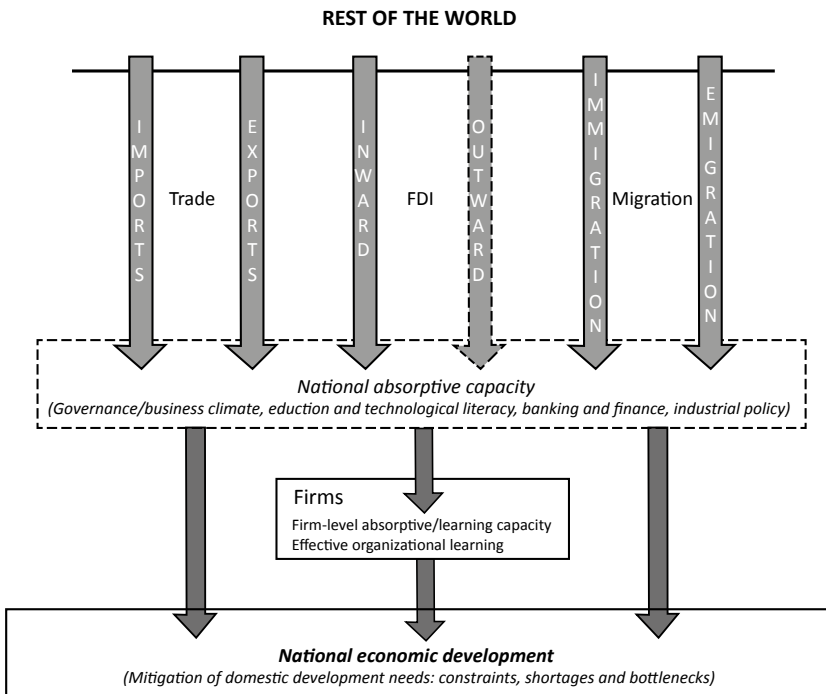 REST OF THE WORLD
IMPORTS
Trade
EXPORTS
INWARD
FDI
OUTWARD
IMMIGRATION
Migration
EMIGRATION
National absorptive capacity
(Governance/business climate, eduction and technological literacy, banking and finance, industrial policy)
Firms
Firm-level absorptive/learning capacity
Effective organizational learning
National economic development
(Mitigation of domestic development needs: constraints, shortages and bottlenecks)